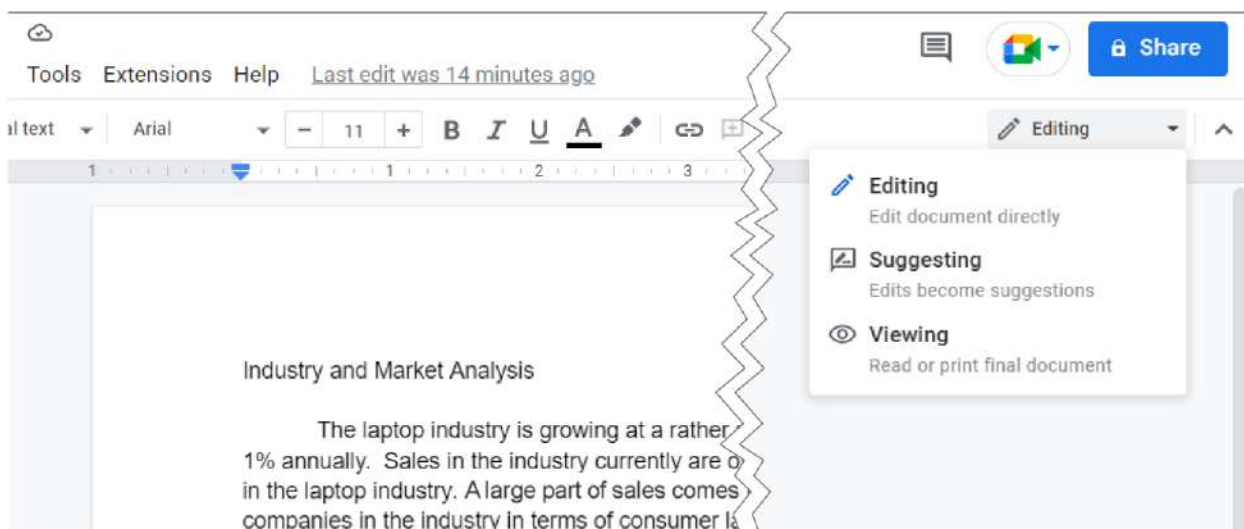 Tools Extensions Help Last edit was 14 minutes ago
Share
al text Arial 11 B I U A
Editing
1 1 2 3
Editing
Edit document directly
Suggesting
Edits become suggestions
Viewing
Read or print final document
Industry and Market Analysis
The laptop industry is growing at a rather
1% annually. Sales in the industry currently are
in the laptop industry. A large part of sales comes
companies in the industry in terms of consumer